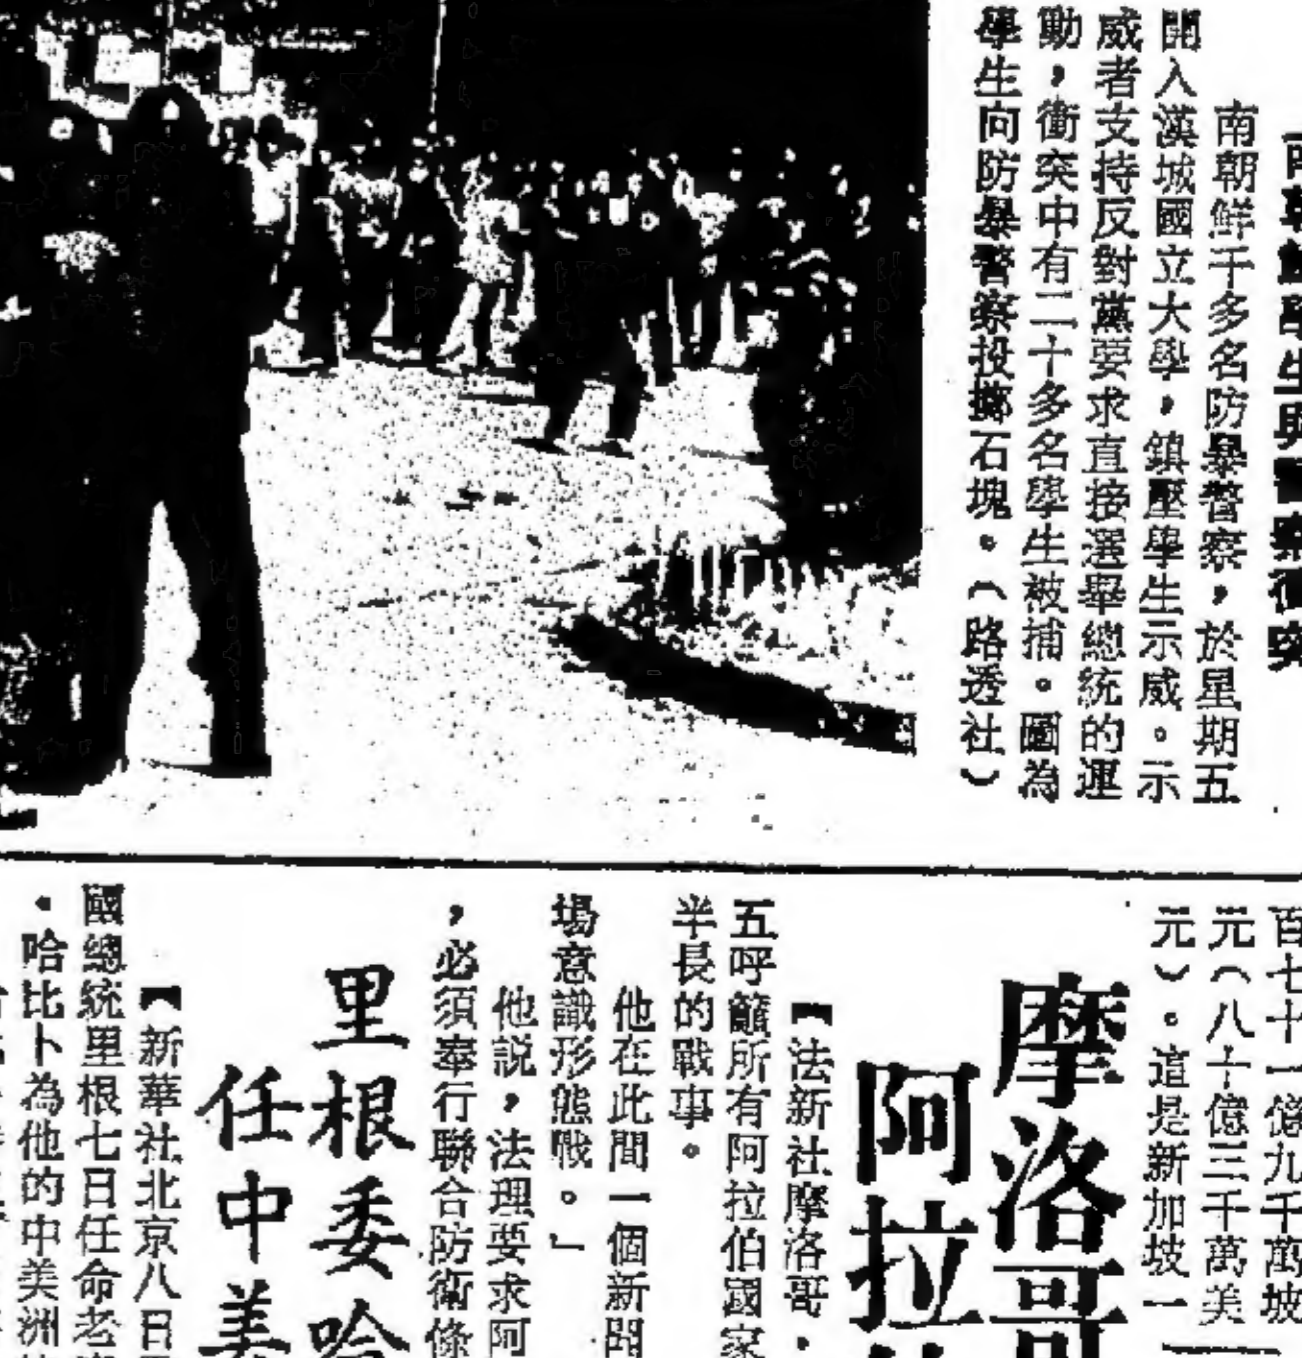 南朝鮮千多名防暴警察，於星期五
開入漢城國立大學，鎮壓學生示威。示
威者支持反對黨要求直接選舉總統的運
動，衝突中有二十多名學生被捕。圖為
學生向防暴警察投擲石塊。（路透社）
百七十一億九千萬坡
元（八十億三千萬美
元）。這是新加坡一
摩洛哥
阿拉
【法新社摩洛哥・
五呼籲所有阿拉伯國家
半長的戰事。
他在此間一個新聞
場意識形態戰。」
他説，法理要求阿
，必須奉行聯合防衛條
里根委哈
任中美
【新華社北京八日
國總統里根七日任命老
・哈比卜為他的中美洲